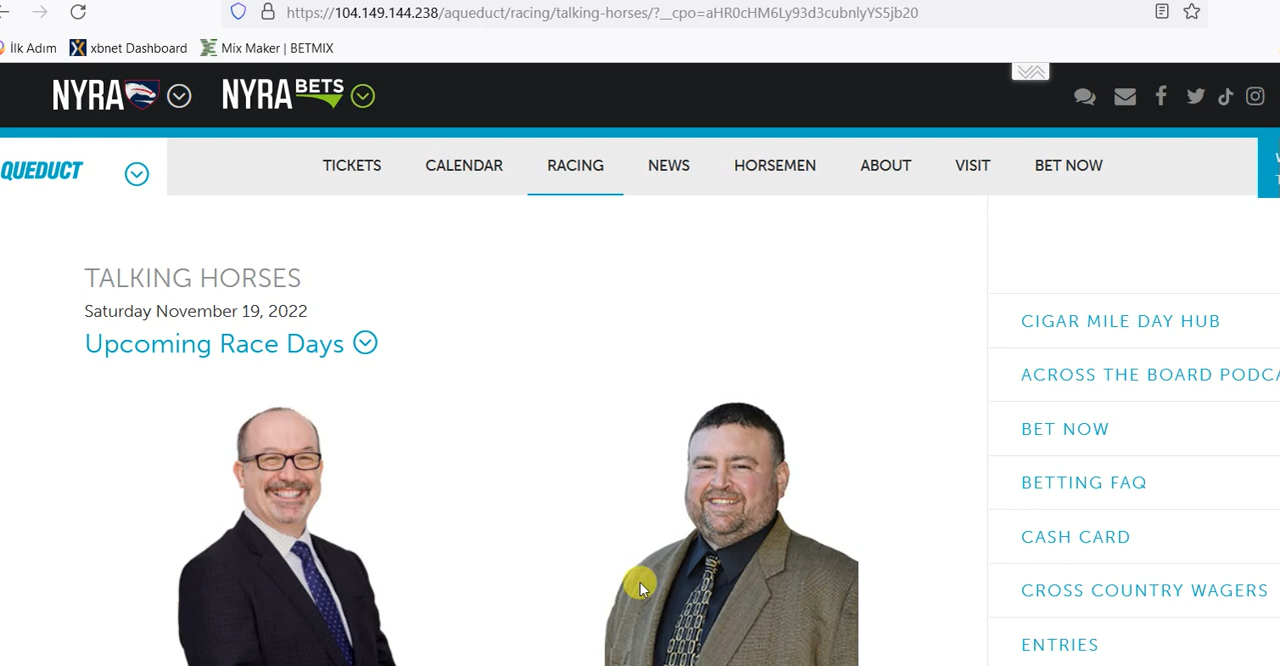 https://104.149.144.238/aqueduct/racing/talking-horses/?__cpo=aHR0cHM6Ly93d3cubnlyYS5jb20
İlk Adım xbnet Dashboard Mix Maker | BETMIX
NYRA NYRA BETS
QUEDUCT
TICKETS CALENDAR RACING NEWS HORSEMEN ABOUT VISIT BET NOW
TALKING HORSES
Saturday November 19, 2022
Upcoming Race Days
CIGAR MILE DAY HUB
ACROSS THE BOARD PODCA
BET NOW
BETTING FAQ
CASH CARD
CROSS COUNTRY WAGERS
ENTRIES